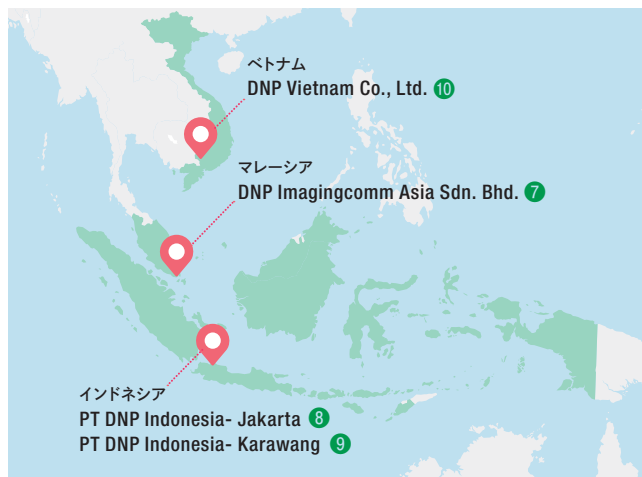 ベトナム
DNP Vietnam Co., Ltd. 10
マレーシア
DNP Imagingcomm Asia Sdn. Bhd. 7
インドネシア
PT DNP Indonesia- Jakarta 8
PT DNP Indonesia- Karawang 9